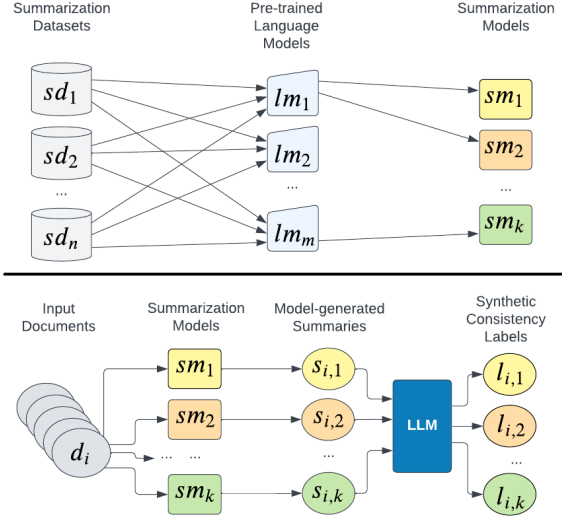 Summarization Datasets
Pre-trained Language Models
Summarization Models
sd1
lm1
sm1
sd2
lm2
sm2
...
...
...
sdn
lmm
smk
Input Documents
Summarization Models
Model-generated Summaries
Synthetic Consistency Labels
sm1
si,1
li,1
sm2
si,2
LLM
li,2
di
... ...
...
...
smk
si,k
li,k